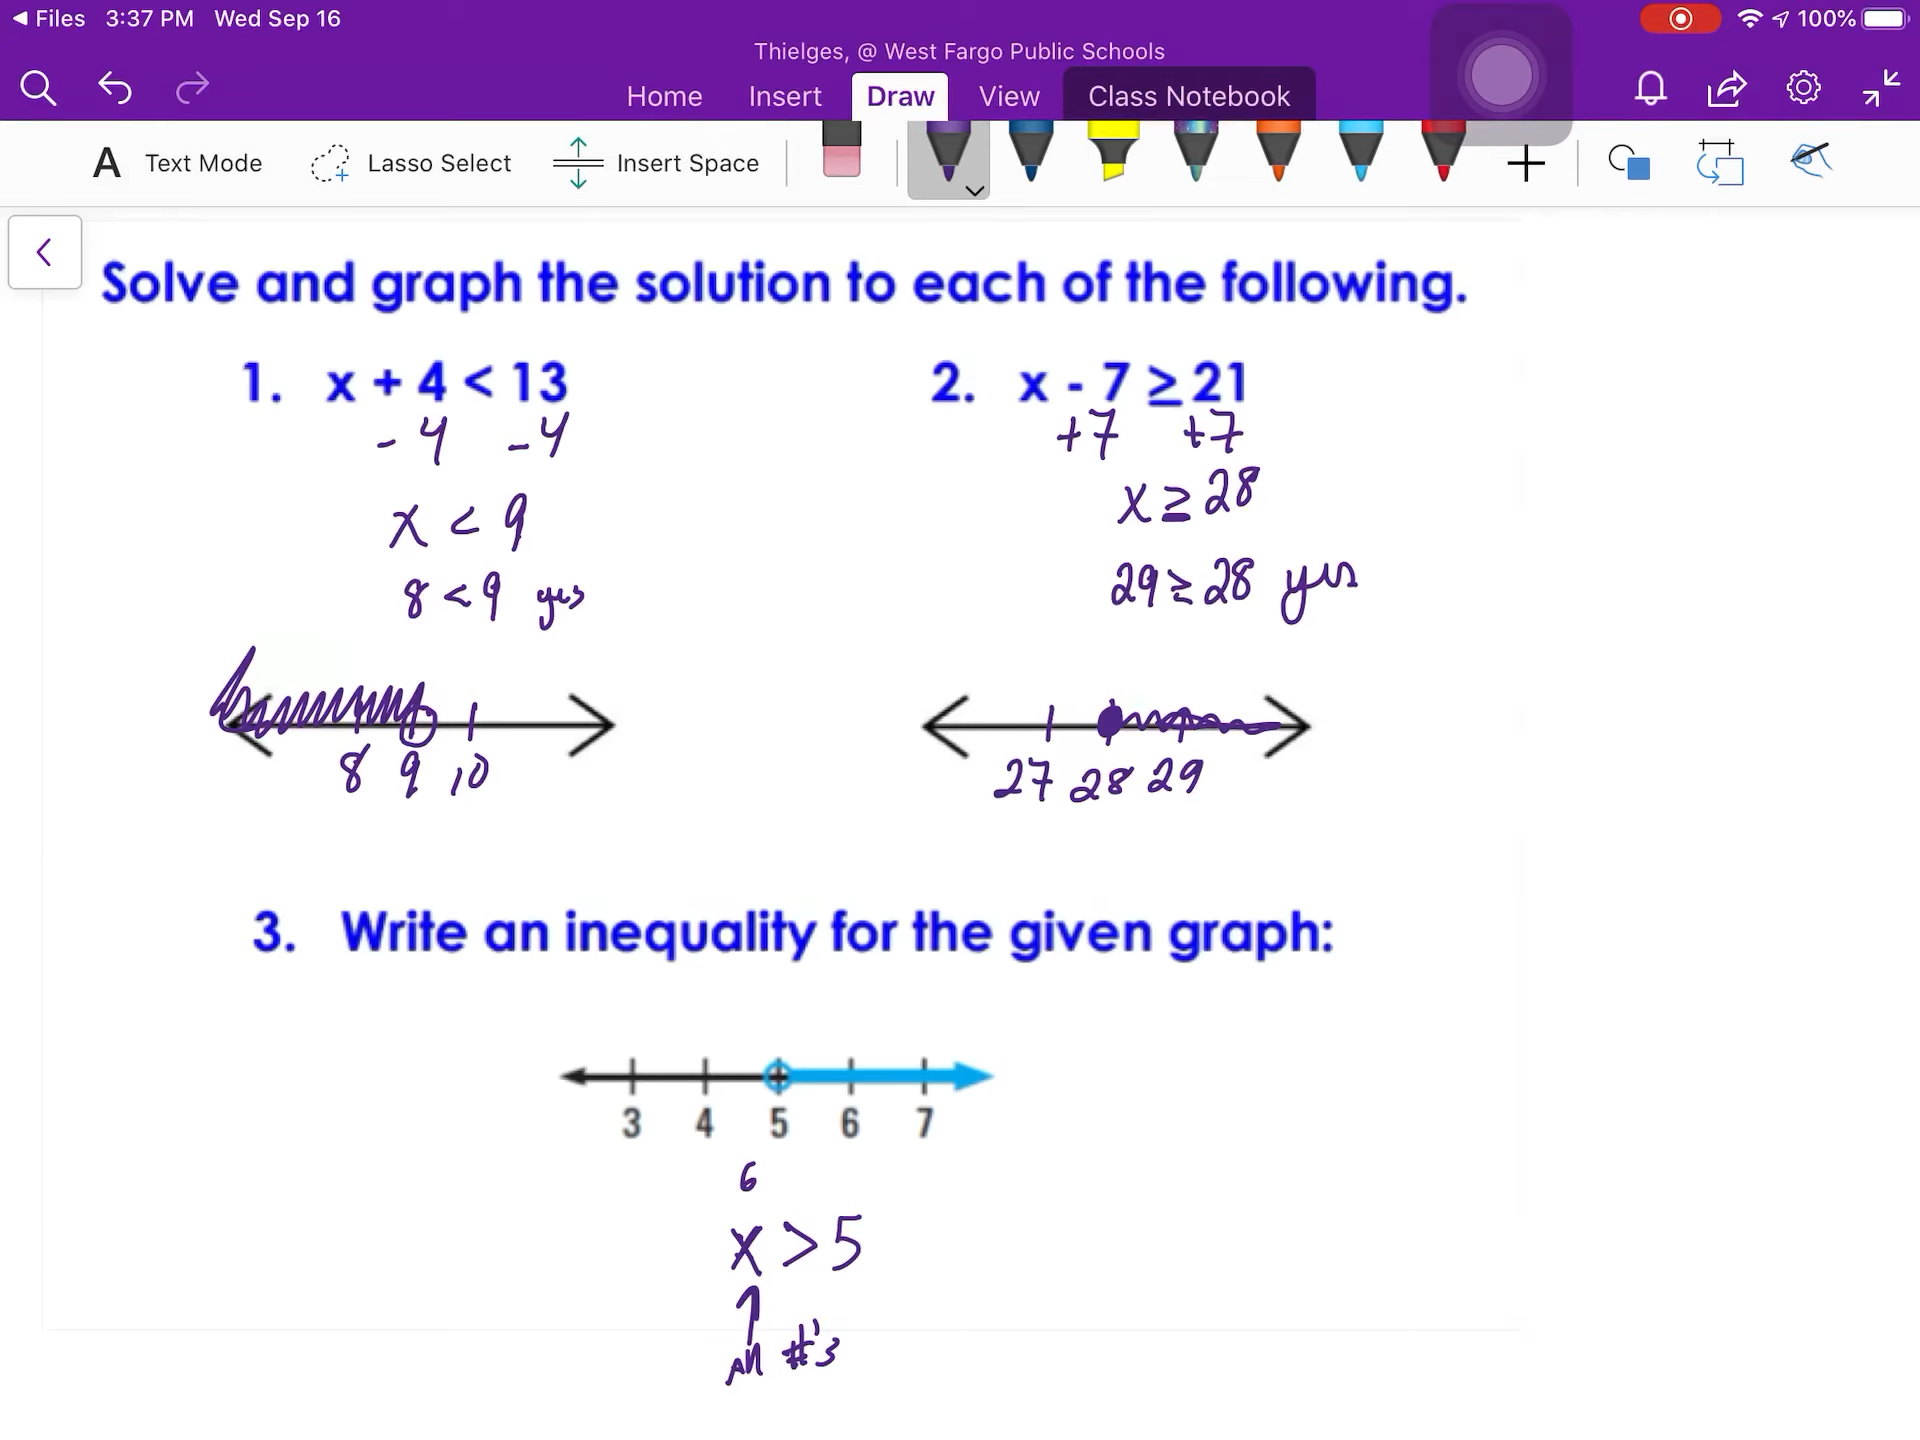 Files 3:37 PM Wed Sep 16 100%
Thielges, @ West Fargo Public Schools
Home Insert Draw View Class Notebook
A Text Mode Lasso Select Insert Space
Solve and graph the solution to each of the following.
1. x + 4 < 13
- 4 - 4
x < 9
8 < 9 yes
8 9 10
2. x - 7 ≥ 21
+7 +7
x ≥ 28
29 ≥ 28 yes
27 28 29
3. Write an inequality for the given graph:
3 4 5 6 7
6
x > 5
↑
All #'s